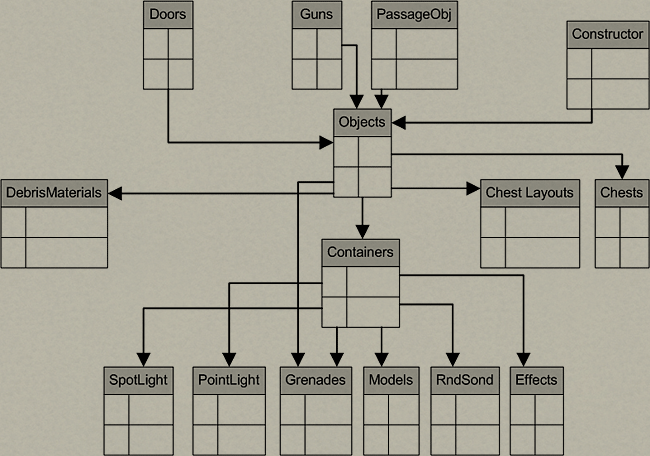 Doors
Guns
PassageObj
Constructor
Objects
DebrisMaterials
Chest Layouts
Chests
Containers
SpotLight
PointLight
Grenades
Models
RndSond
Effects